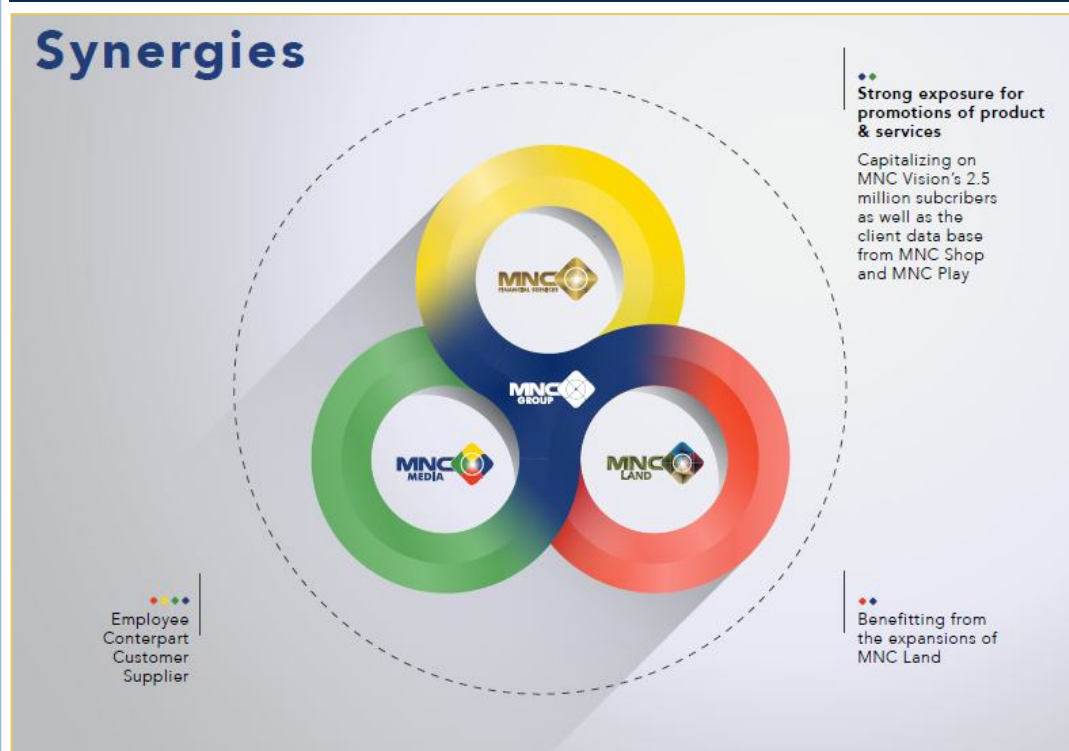 Synergies
Strong exposure for
promotions of product
& services
Capitalizing on
MNC Vision's 2.5
million subcribers
as well as the
client data base
from MNC Shop
and MNC Play
MNC
FINANCIAL SERVICES
MNC
GROUP
MNC
MEDIA
MNC
LAND
Employee
Conterpart
Customer
Supplier
Benefitting from
the expansions of
MNC Land